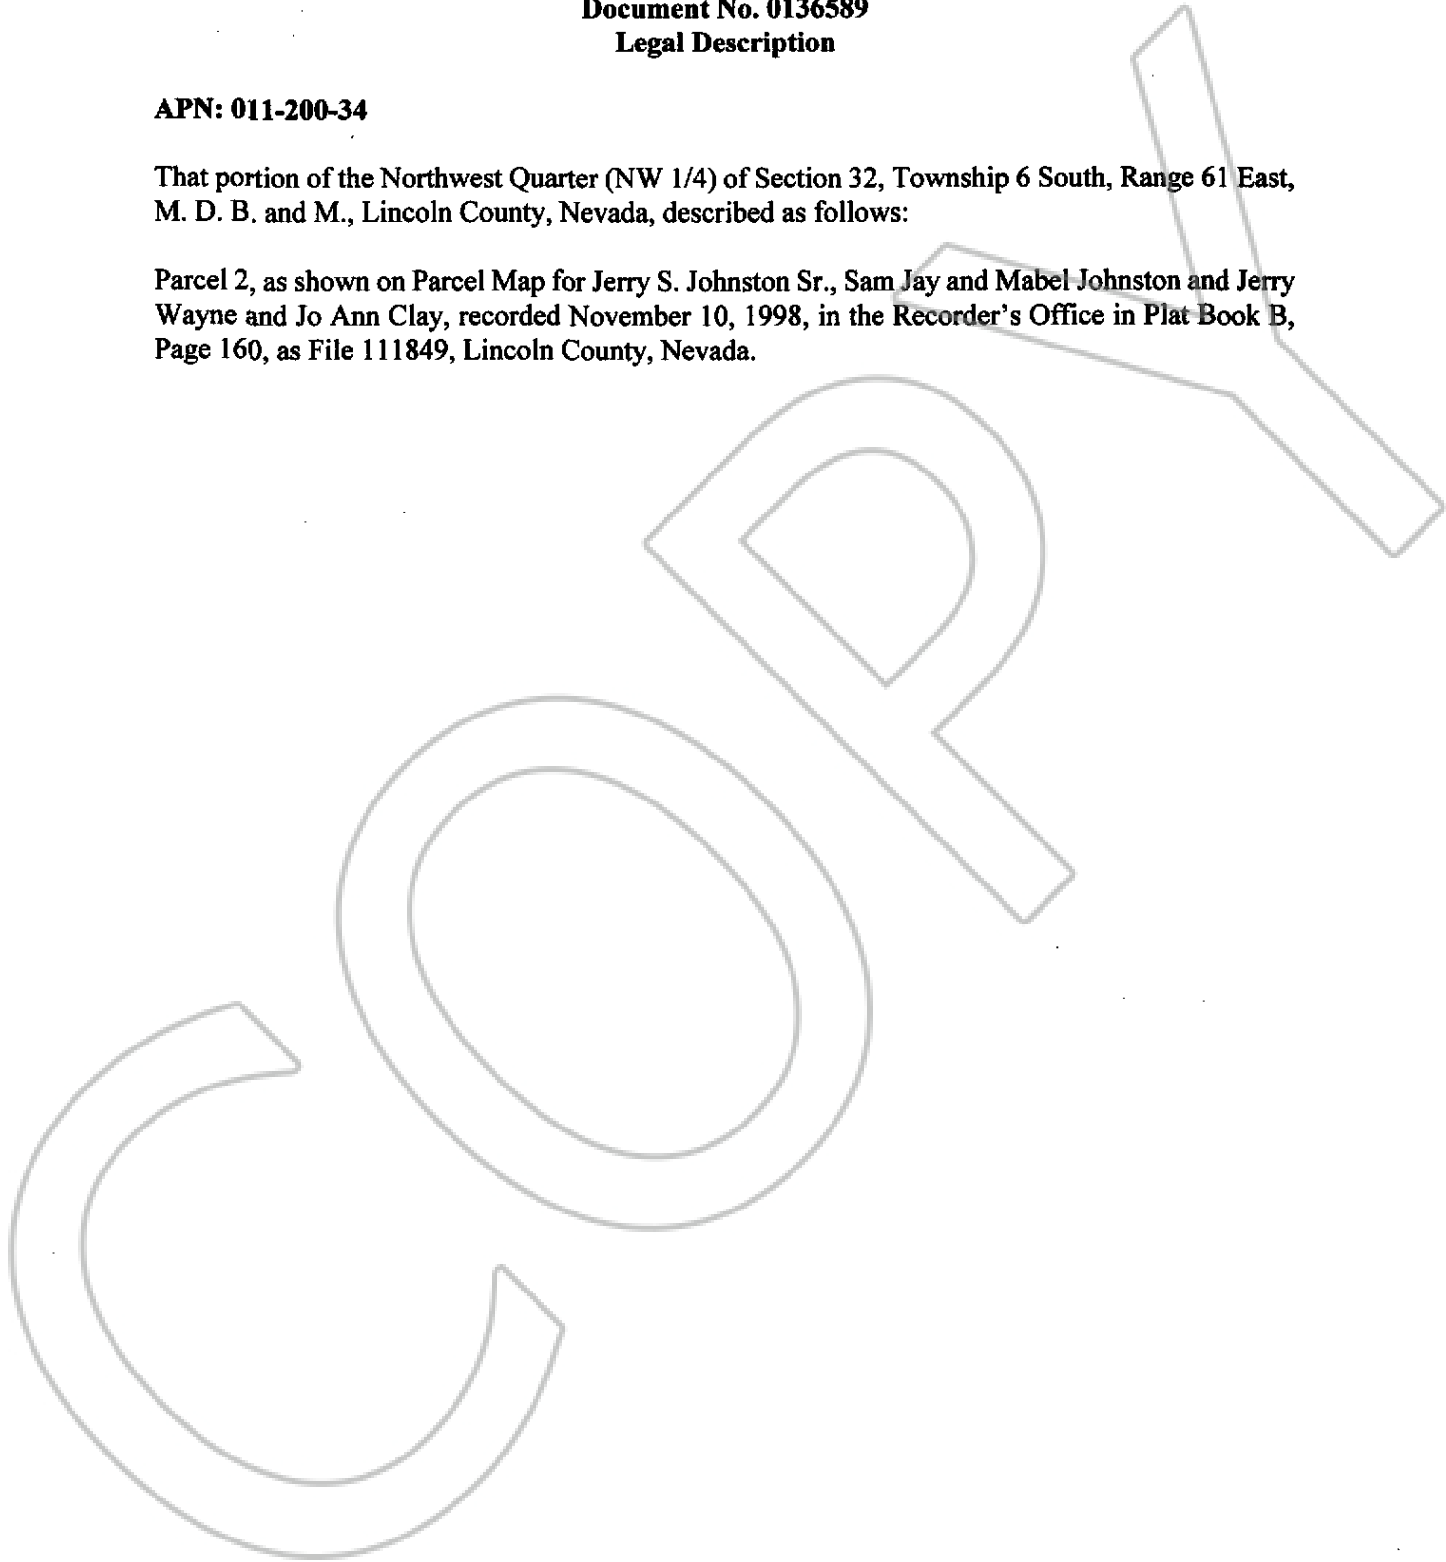 Document No. 0136589
Legal Description
APN: 011-200-34
That portion of the Northwest Quarter (NW 1/4) of Section 32, Township 6 South, Range 61 East,
M. D. B. and M., Lincoln County, Nevada, described as follows:
Parcel 2, as shown on Parcel Map for Jerry S. Johnston Sr., Sam Jay and Mabel Johnston and Jerry
Wayne and Jo Ann Clay, recorded November 10, 1998, in the Recorder's Office in Plat Book B,
Page 160, as File 111849, Lincoln County, Nevada.
COPY